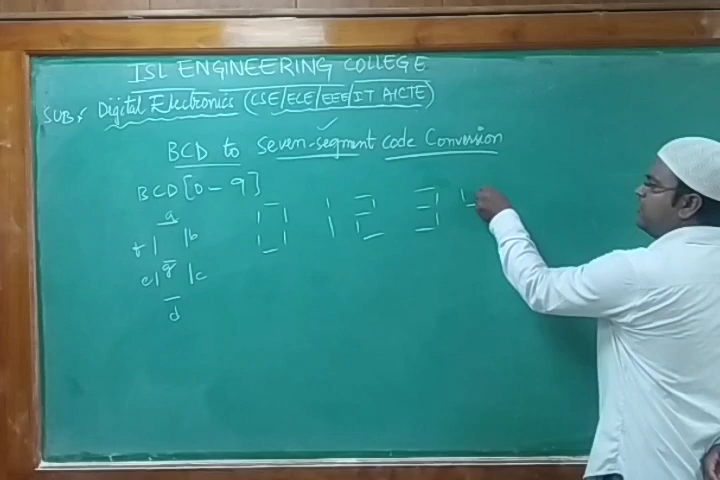 ISL ENGINEERING COLLEGE
SUB:- Digital Electronics (CSE/ECE/EEE/IT AICTE)
BCD to Seven-segment code Conversion
BCD [0-9]
a
f b
g
e c
d
0 1 2 3 4